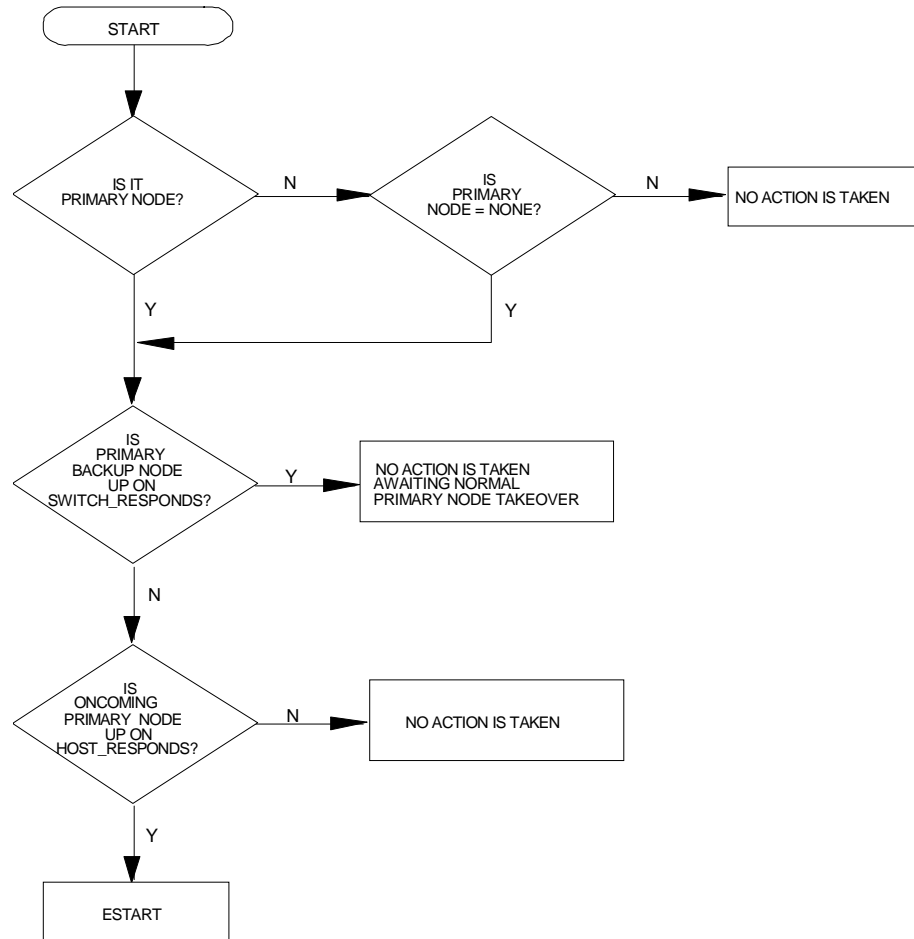 START
IS IT
PRIMARY NODE?
N
IS
PRIMARY
NODE = NONE?
N
NO ACTION IS TAKEN
Y
Y
IS
PRIMARY
BACKUP NODE
UP ON
SWITCH_RESPONDS?
Y
NO ACTION IS TAKEN
AWAITING NORMAL
PRIMARY NODE TAKEOVER
N
IS
ONCOMING
PRIMARY NODE
UP ON
HOST_RESPONDS?
N
NO ACTION IS TAKEN
Y
ESTART